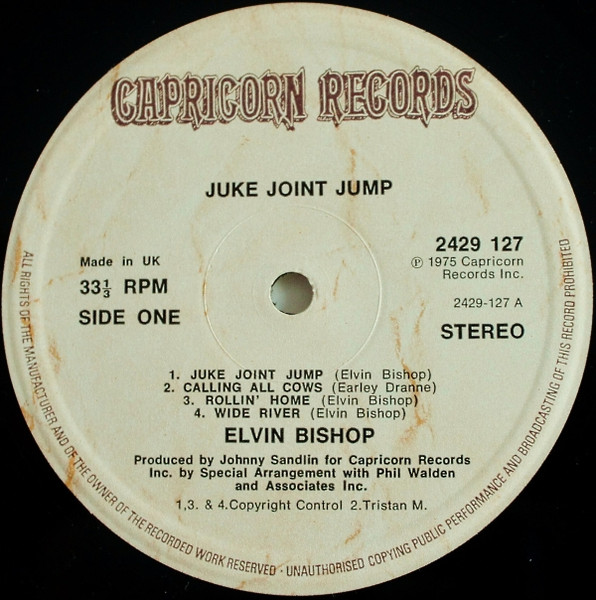 CAPRICORN RECORDS
JUKE JOINT JUMP
Made in UK
33⅓ RPM
SIDE ONE
2429 127
Ⓟ 1975 Capricorn
Records Inc.
2429-127 A
STEREO
1. JUKE JOINT JUMP (Elvin Bishop)
2. CALLING ALL COWS (Earley Dranne)
3. ROLLIN' HOME (Elvin Bishop)
4. WIDE RIVER (Elvin Bishop)
ELVIN BISHOP
Produced by Johnny Sandlin for Capricorn Records
Inc. by Special Arrangement with Phil Walden
and Associates Inc.
1,3. & 4.Copyright Control 2.Tristan M.
ALL RIGHTS OF THE MANUFACTURER AND OF THE OWNER OF THE RECORDED WORK RESERVED · UNAUTHORISED COPYING PUBLIC PERFORMANCE AND BROADCASTING OF THIS RECORD PROHIBITED